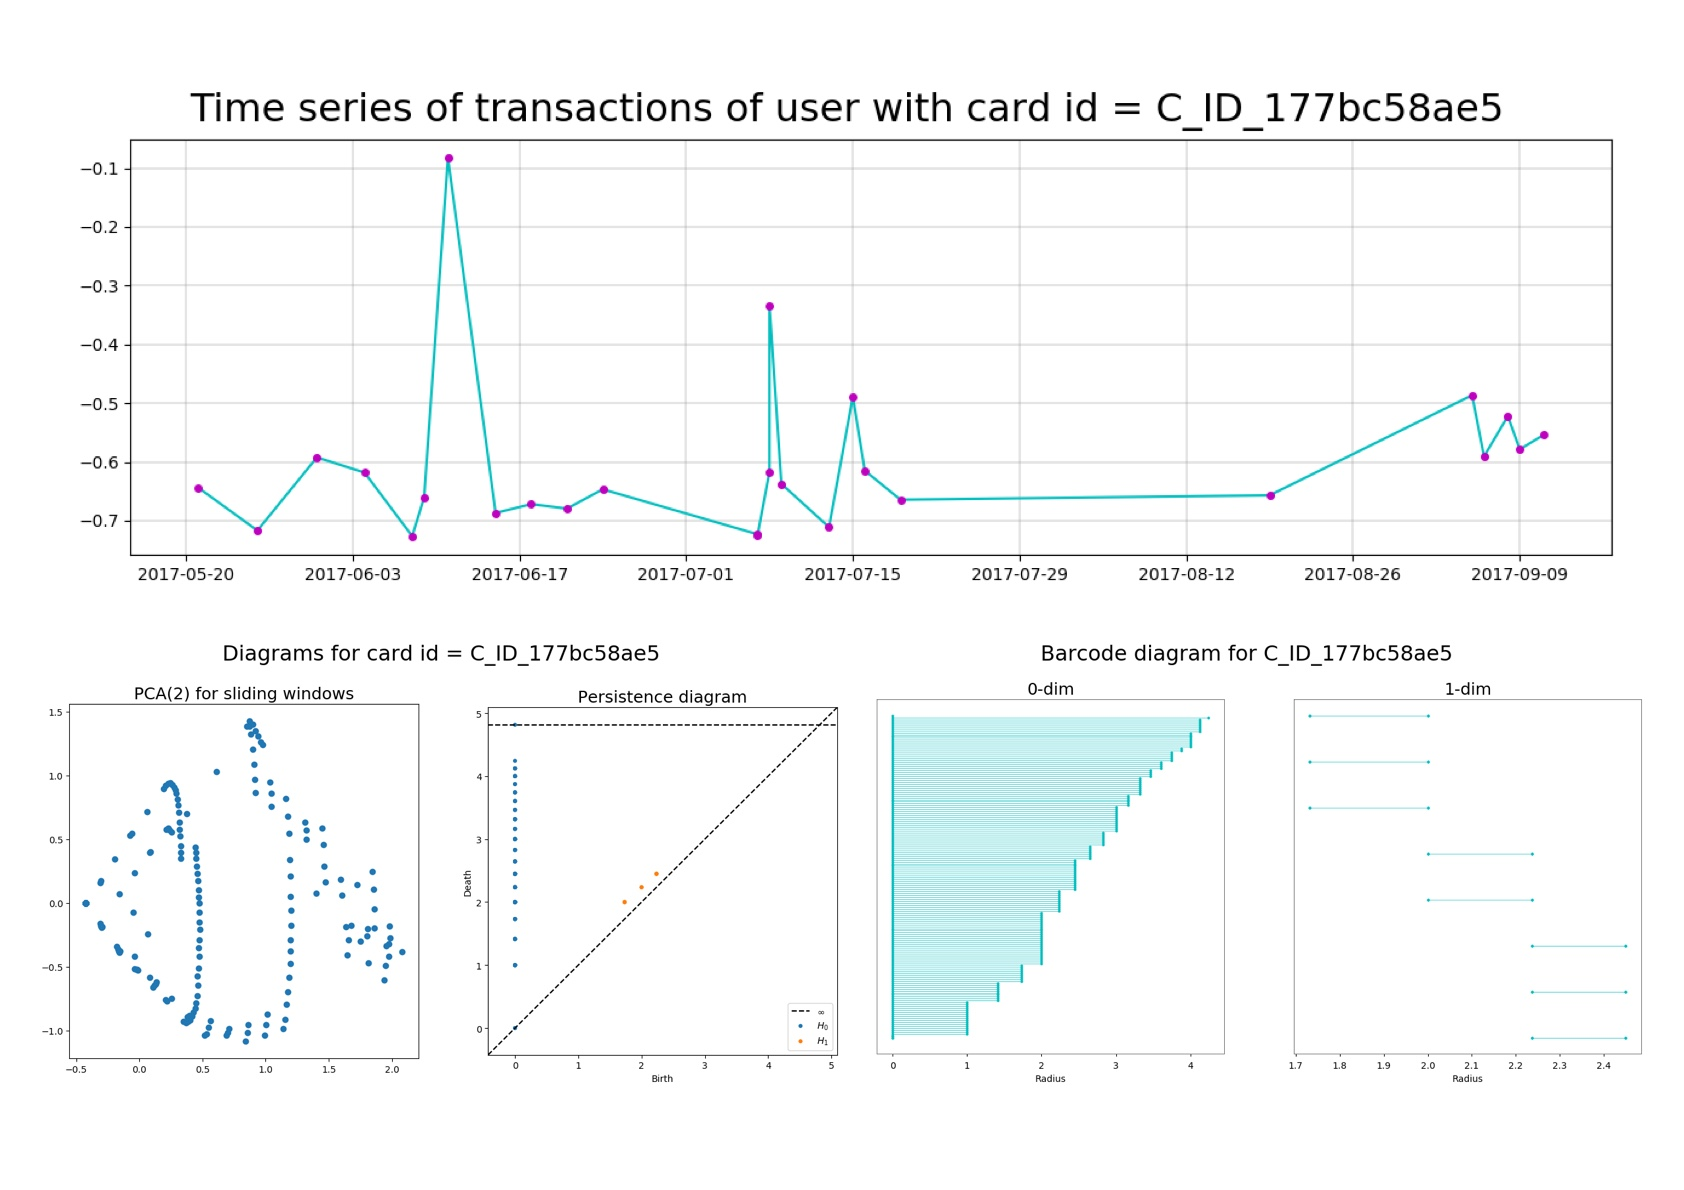 Time series of transactions of user with card id = C_ID_177bc58ae5
−0.1
−0.2
−0.3
−0.4
−0.5
−0.6
−0.7
2017-05-20 2017-06-03 2017-06-17 2017-07-01 2017-07-15 2017-07-29 2017-08-12 2017-08-26 2017-09-09
Diagrams for card id = C_ID_177bc58ae5
PCA(2) for sliding windows
1.5
1.0
0.5
0.0
−0.5
−1.0
−0.5 0.0 0.5 1.0 1.5 2.0
Persistence diagram
5
4
3
2
1
0
Death
∞
H₀
H₁
0 1 2 3 4 5
Birth
Barcode diagram for C_ID_177bc58ae5
0-dim
0 1 2 3 4
Radius
1-dim
1.7 1.8 1.9 2.0 2.1 2.2 2.3 2.4
Radius